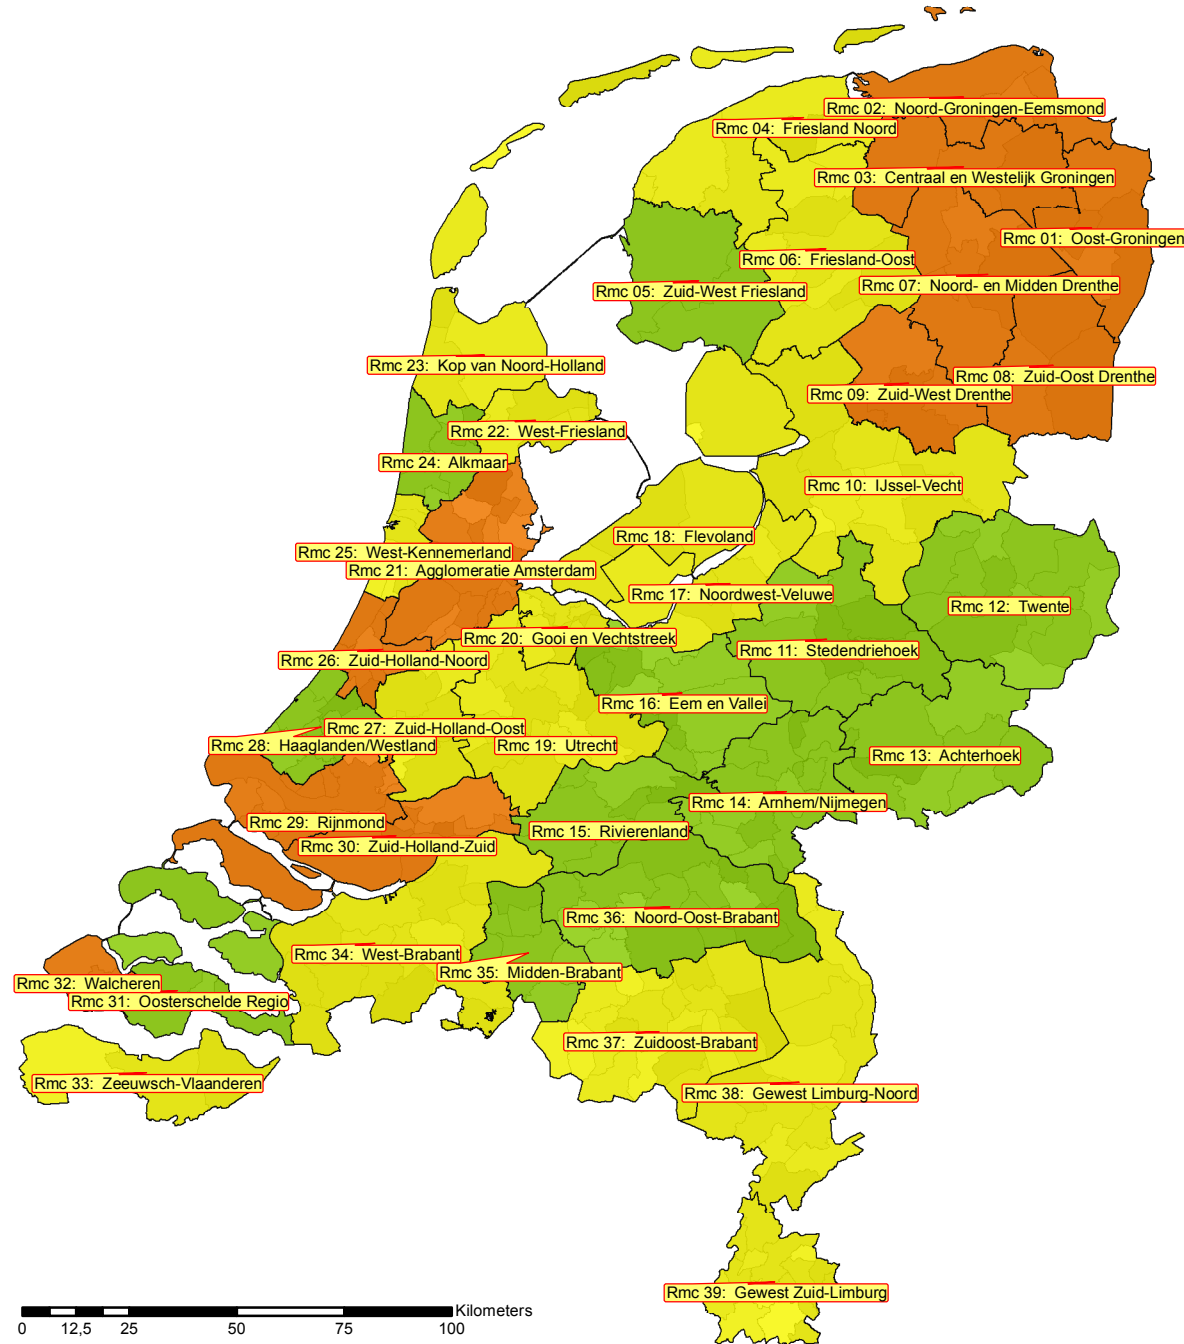 Rmc 02: Noord-Groningen-Eemsmond
Rmc 04: Friesland Noord
Rmc 03: Centraal en Westelijk Groningen
Rmc 01: Oost-Groningen
Rmc 06: Friesland-Oost
Rmc 07: Noord- en Midden Drenthe
Rmc 05: Zuid-West Friesland
Rmc 23: Kop van Noord-Holland
Rmc 08: Zuid-Oost Drenthe
Rmc 09: Zuid-West Drenthe
Rmc 22: West-Friesland
Rmc 24: Alkmaar
Rmc 10: IJssel-Vecht
Rmc 18: Flevoland
Rmc 25: West-Kennemerland
Rmc 21: Agglomeratie Amsterdam
Rmc 17: Noordwest-Veluwe
Rmc 12: Twente
Rmc 20: Gooi en Vechtstreek
Rmc 11: Stedendriehoek
Rmc 26: Zuid-Holland-Noord
Rmc 16: Eem en Vallei
Rmc 27: Zuid-Holland-Oost
Rmc 28: Haaglanden/Westland
Rmc 19: Utrecht
Rmc 13: Achterhoek
Rmc 14: Arnhem/Nijmegen
Rmc 29: Rijnmond
Rmc 15: Rivierenland
Rmc 30: Zuid-Holland-Zuid
Rmc 36: Noord-Oost-Brabant
Rmc 34: West-Brabant
Rmc 35: Midden-Brabant
Rmc 32: Walcheren
Rmc 31: Oosterschelde Regio
Rmc 37: Zuidoost-Brabant
Rmc 33: Zeeuwsch-Vlaanderen
Rmc 38: Gewest Limburg-Noord
Rmc 39: Gewest Zuid-Limburg
Kilometers
0 12,5 25 50 75 100